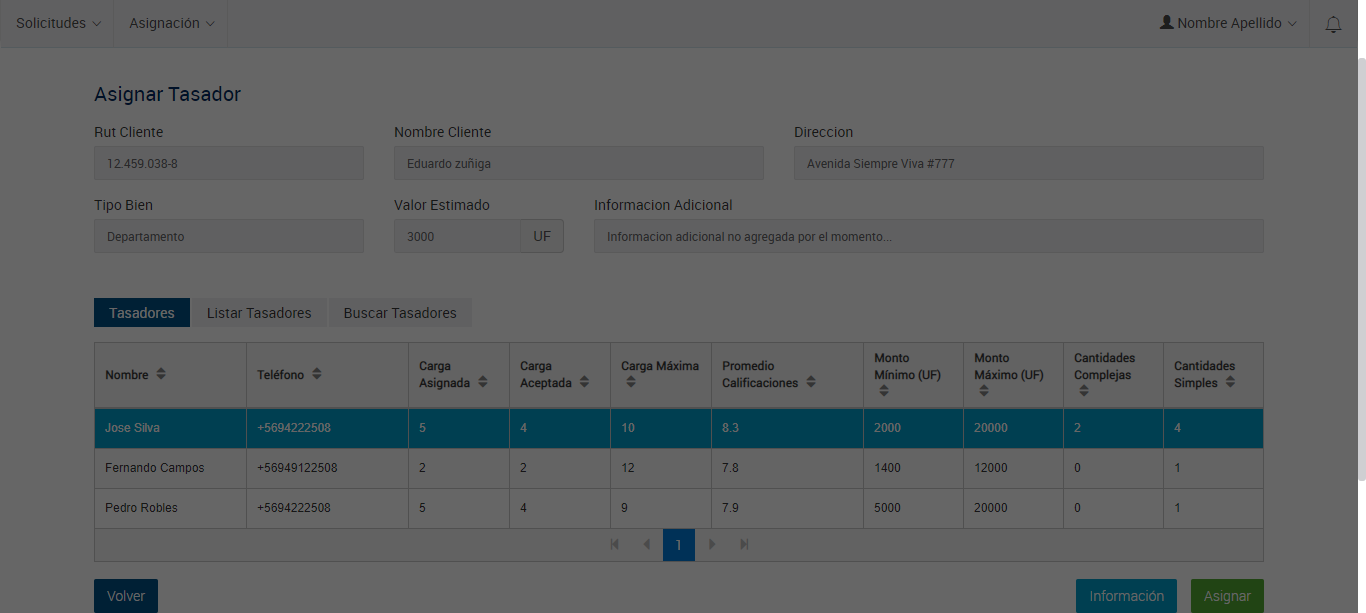 Solicitudes Asignación Nombre Apellido
Asignar Tasador
Rut Cliente Nombre Cliente Direccion
12.459.038-8 Eduardo zuñiga Avenida Siempre Viva #777
Tipo Bien Valor Estimado Informacion Adicional
Departamento 3000 UF Informacion adicional no agregada por el momento...
Tasadores Listar Tasadores Buscar Tasadores
Nombre Teléfono Carga Asignada Carga Aceptada Carga Máxima Promedio Calificaciones Monto Mínimo (UF) Monto Máximo (UF) Cantidades Complejas Cantidades Simples
Jose Silva +5694222508 5 4 10 8.3 2000 20000 2 4
Fernando Campos +56949122508 2 2 12 7.8 1400 12000 0 1
Pedro Robles +5694222508 5 4 9 7.9 5000 20000 0 1
1
Volver Información Asignar